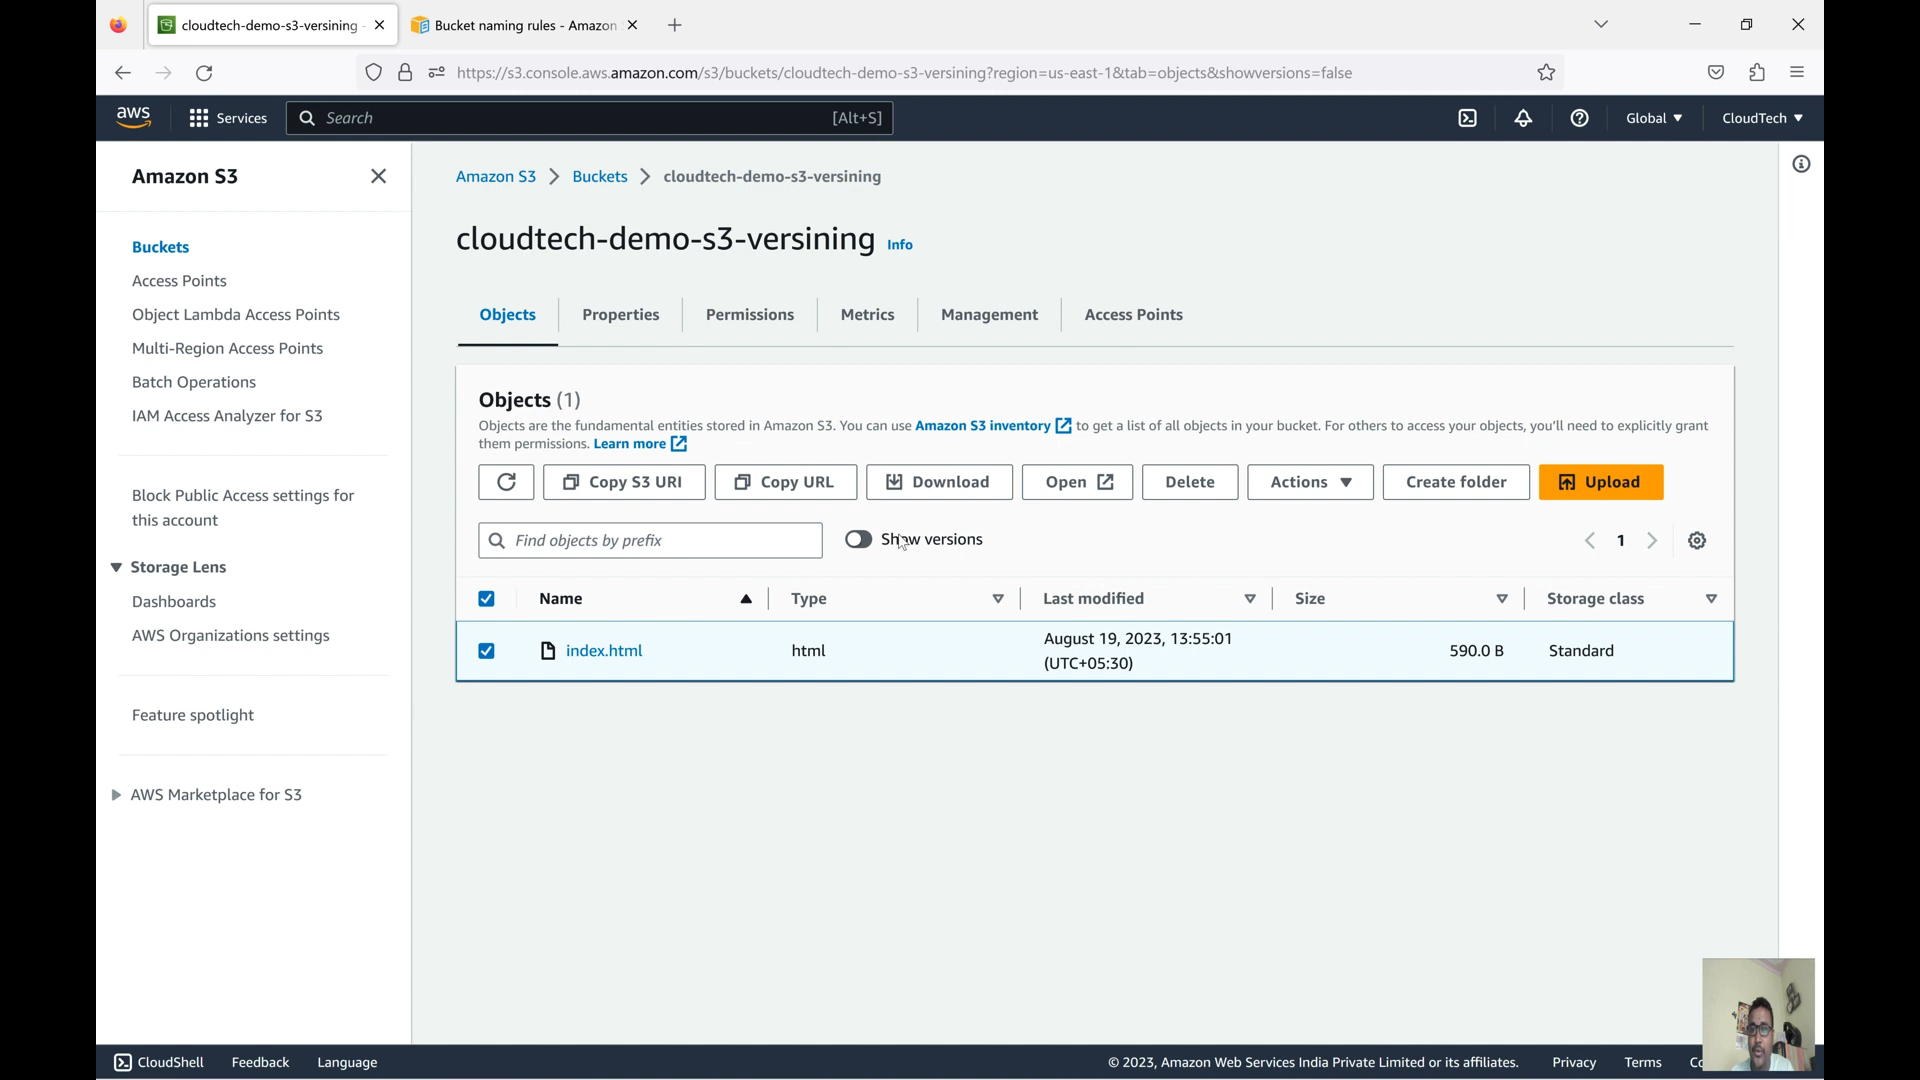 cloudtech-demo-s3-versining -
Bucket naming rules - Amazon
https://s3.console.aws.amazon.com/s3/buckets/cloudtech-demo-s3-versining?region=us-east-1&tab=objects&showversions=false
aws
Services
Search
[Alt+S]
Global
CloudTech
Amazon S3
Buckets
Access Points
Object Lambda Access Points
Multi-Region Access Points
Batch Operations
IAM Access Analyzer for S3
Block Public Access settings for
this account
Storage Lens
Dashboards
AWS Organizations settings
Feature spotlight
AWS Marketplace for S3
Amazon S3 > Buckets > cloudtech-demo-s3-versining
cloudtech-demo-s3-versining Info
Objects
Properties
Permissions
Metrics
Management
Access Points
Objects (1)
Objects are the fundamental entities stored in Amazon S3. You can use Amazon S3 inventory to get a list of all objects in your bucket. For others to access your objects, you'll need to explicitly grant
them permissions. Learn more
Copy S3 URI
Copy URL
Download
Open
Delete
Actions
Create folder
Upload
Find objects by prefix
Show versions
1
Name
Type
Last modified
Size
Storage class
index.html
html
August 19, 2023, 13:55:01
(UTC+05:30)
590.0 B
Standard
CloudShell
Feedback
Language
© 2023, Amazon Web Services India Private Limited or its affiliates.
Privacy
Terms